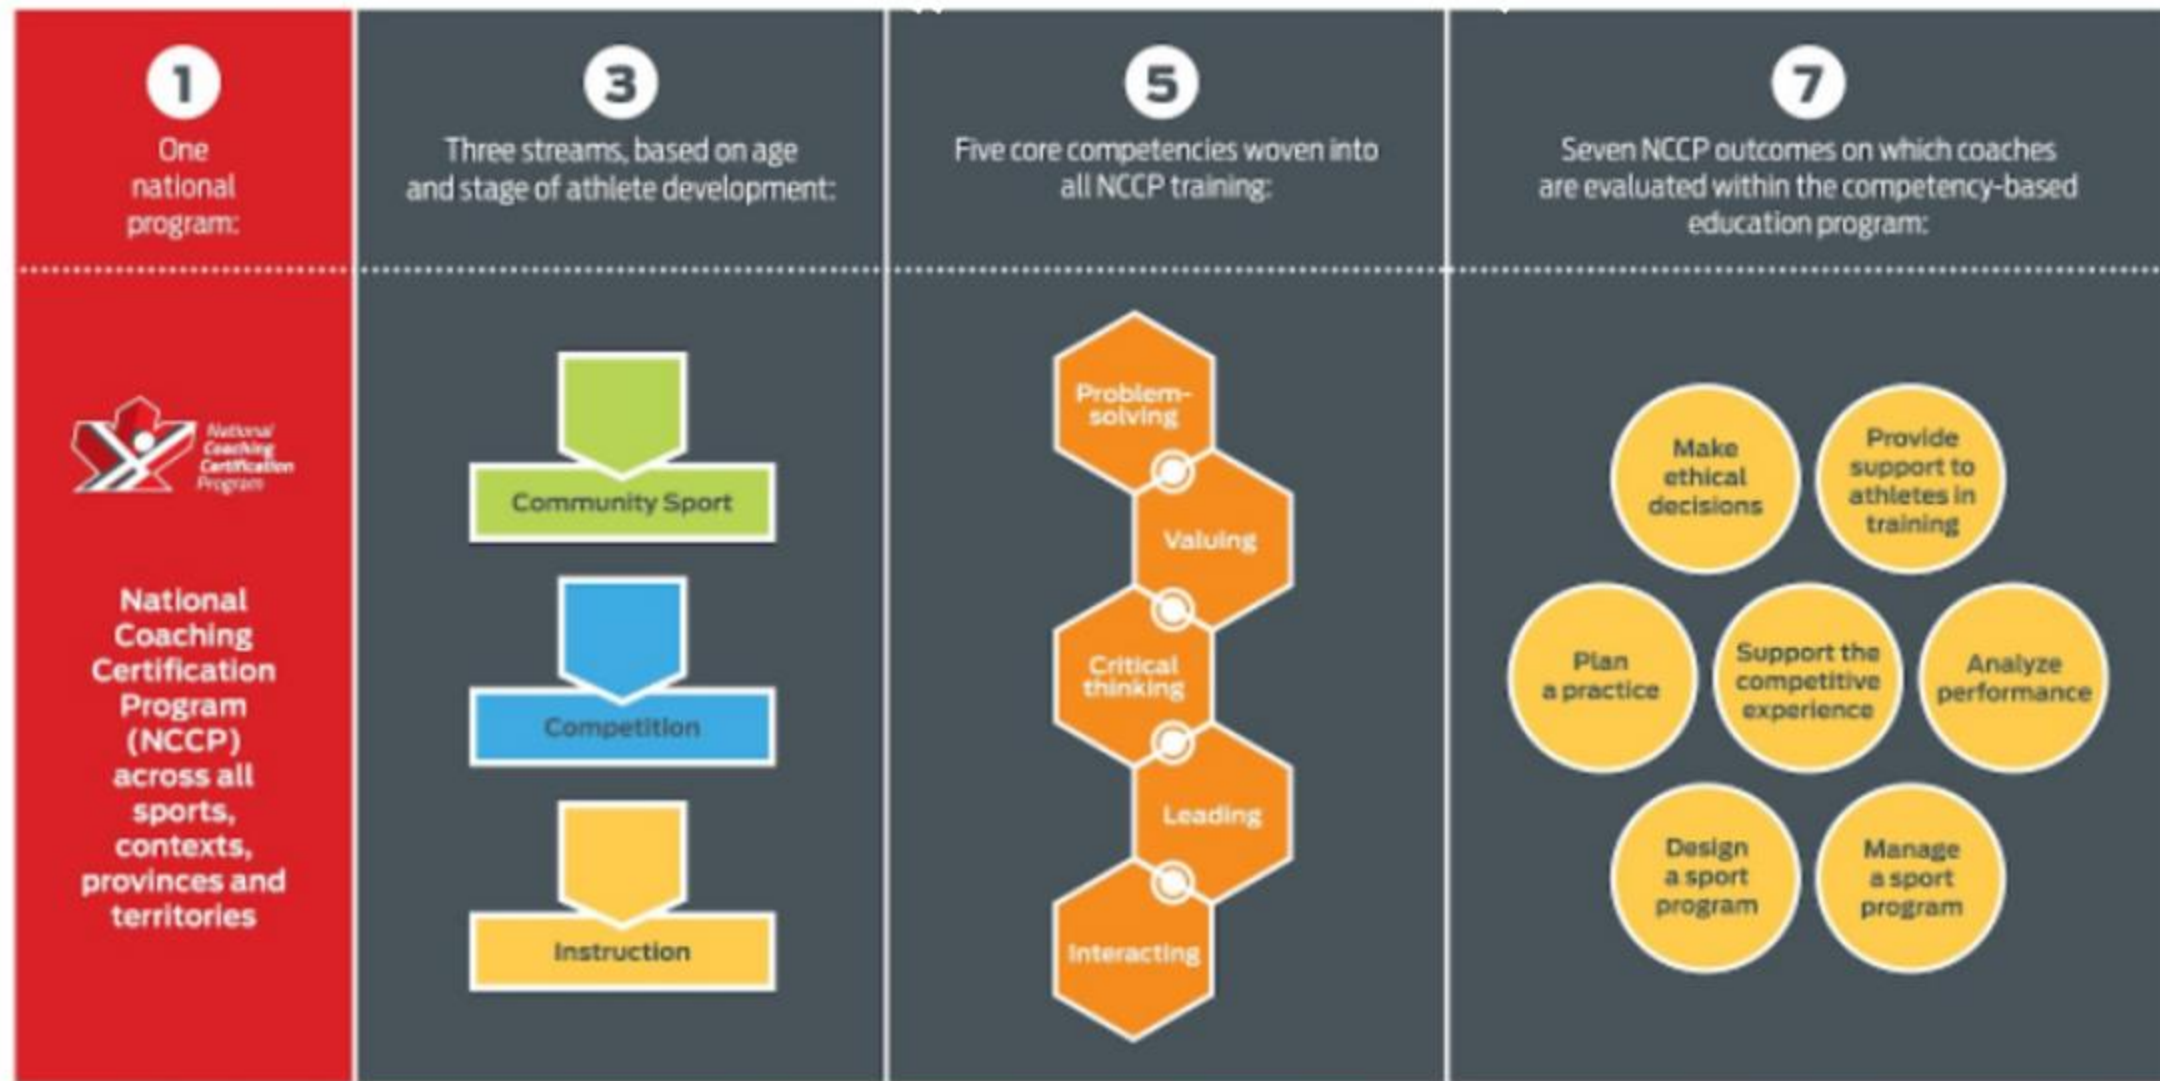 1
One
national
program:
National
Coaching
Certification
Program
National
Coaching
Certification
Program
(NCCP)
across all
sports,
contexts,
provinces and
territories
3
Three streams, based on age
and stage of athlete development:
Community Sport
Competition
Instruction
5
Five core competencies woven into
all NCCP training:
Problem-
solving
Valuing
Critical
thinking
Leading
Interacting
7
Seven NCCP outcomes on which coaches
are evaluated within the competency-based
education program:
Make
ethical
decisions
Provide
support to
athletes in
training
Plan
a practice
Support the
competitive
experience
Analyze
performance
Design
a sport
program
Manage
a sport
program